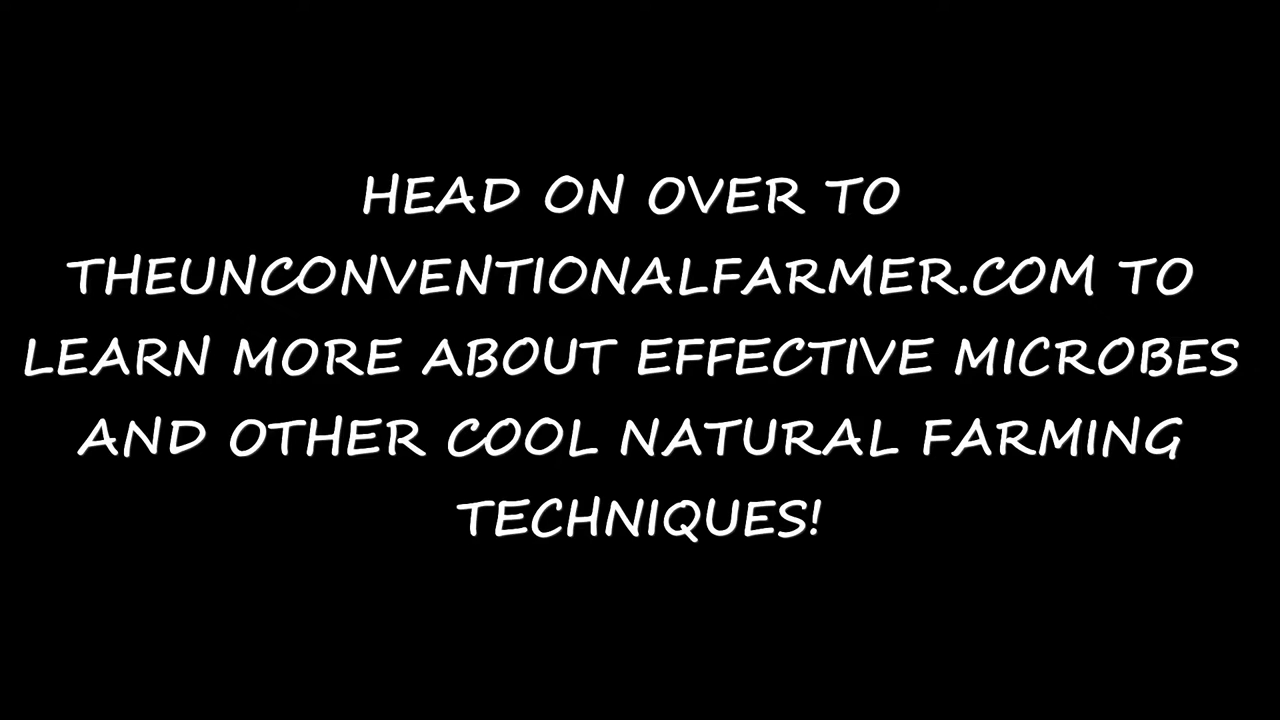 HEAD ON OVER TO
THEUNCONVENTIONALFARMER.COM TO
LEARN MORE ABOUT EFFECTIVE MICROBES
AND OTHER COOL NATURAL FARMING
TECHNIQUES!